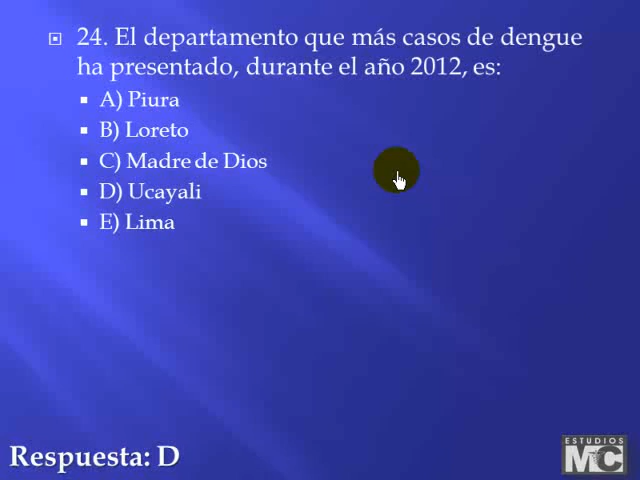 24. El departamento que más casos de dengue
ha presentado, durante el año 2012, es:
A) Piura
B) Loreto
C) Madre de Dios
D) Ucayali
E) Lima
Respuesta: D
ESTUDIOS
MC